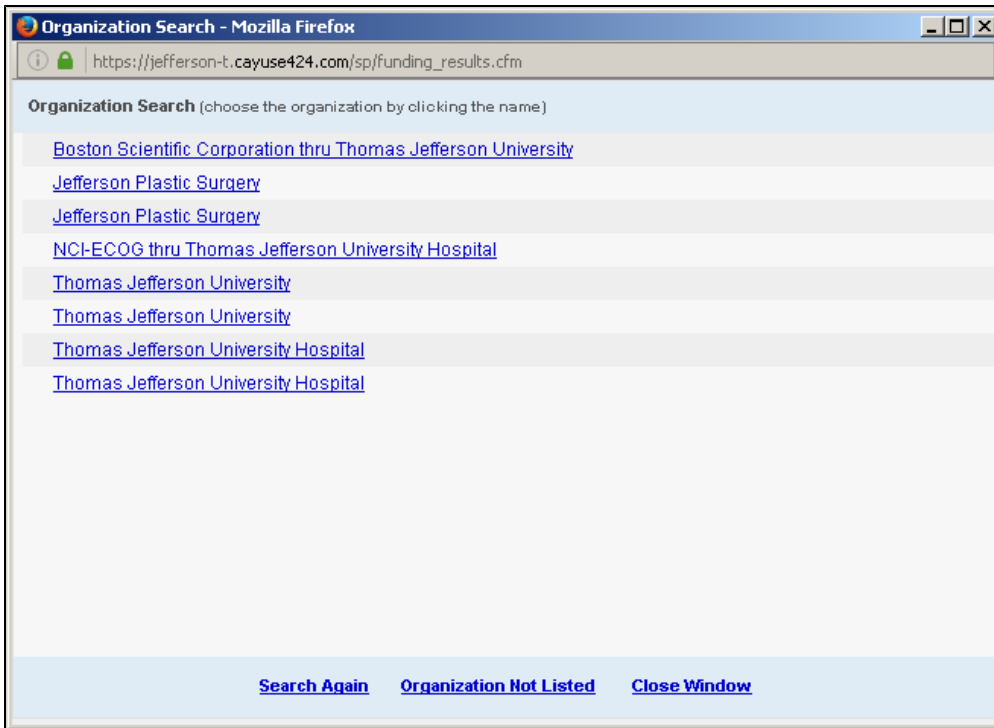 Organization Search - Mozilla Firefox
https://jefferson-t.cayuse424.com/sp/funding_results.cfm
Organization Search (choose the organization by clicking the name)
Boston Scientific Corporation thru Thomas Jefferson University
Jefferson Plastic Surgery
Jefferson Plastic Surgery
NCI-ECOG thru Thomas Jefferson University Hospital
Thomas Jefferson University
Thomas Jefferson University
Thomas Jefferson University Hospital
Thomas Jefferson University Hospital
Search Again Organization Not Listed Close Window